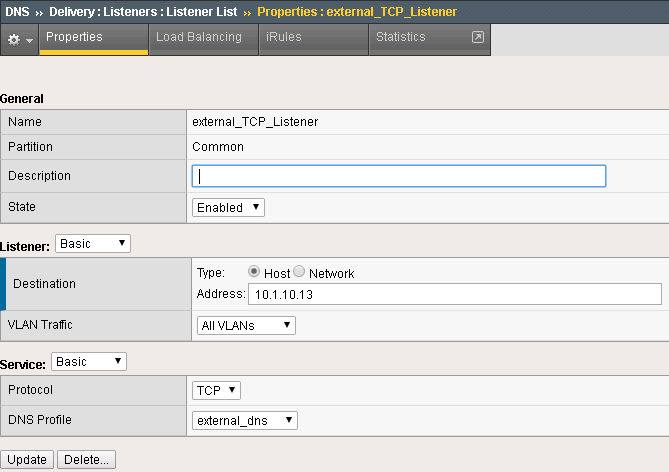 DNS ›› Delivery : Listeners : Listener List ›› Properties : external_TCP_Listener
Properties Load Balancing iRules Statistics
General
Name external_TCP_Listener
Partition Common
Description
State Enabled
Listener: Basic
Destination Type: Host Network
Address: 10.1.10.13
VLAN Traffic All VLANs
Service: Basic
Protocol TCP
DNS Profile external_dns
Update Delete...